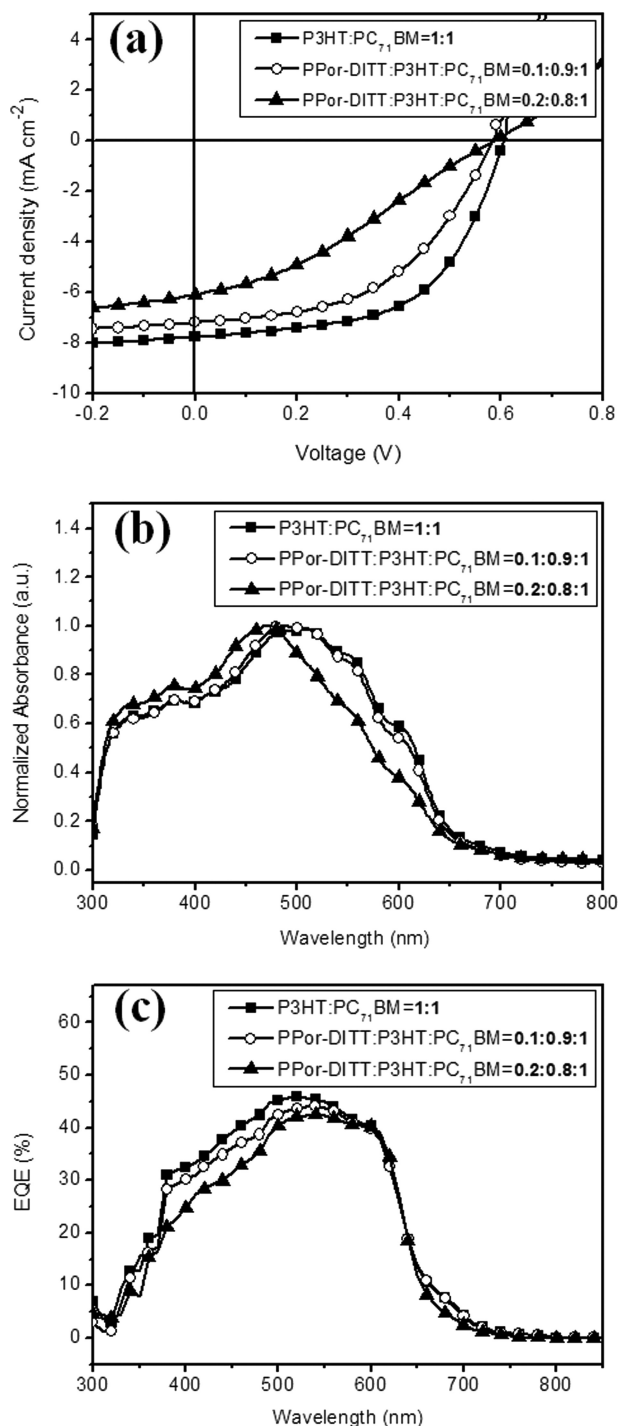 (a)
P3HT:PC71BM=1:1
PPor-DITT:P3HT:PC71BM=0.1:0.9:1
PPor-DITT:P3HT:PC71BM=0.2:0.8:1
4
2
0
-2
-4
-6
-8
-10
Current density (mA cm-2)
-0.2 0.0 0.2 0.4 0.6 0.8
Voltage (V)
(b)
P3HT:PC71BM=1:1
PPor-DITT:P3HT:PC71BM=0.1:0.9:1
PPor-DITT:P3HT:PC71BM=0.2:0.8:1
1.4
1.2
1.0
0.8
0.6
0.4
0.2
0.0
Normalized Absorbance (a.u.)
300 400 500 600 700 800
Wavelength (nm)
(c)
P3HT:PC71BM=1:1
PPor-DITT:P3HT:PC71BM=0.1:0.9:1
PPor-DITT:P3HT:PC71BM=0.2:0.8:1
60
50
40
30
20
10
0
EQE (%)
300 400 500 600 700 800
Wavelength (nm)